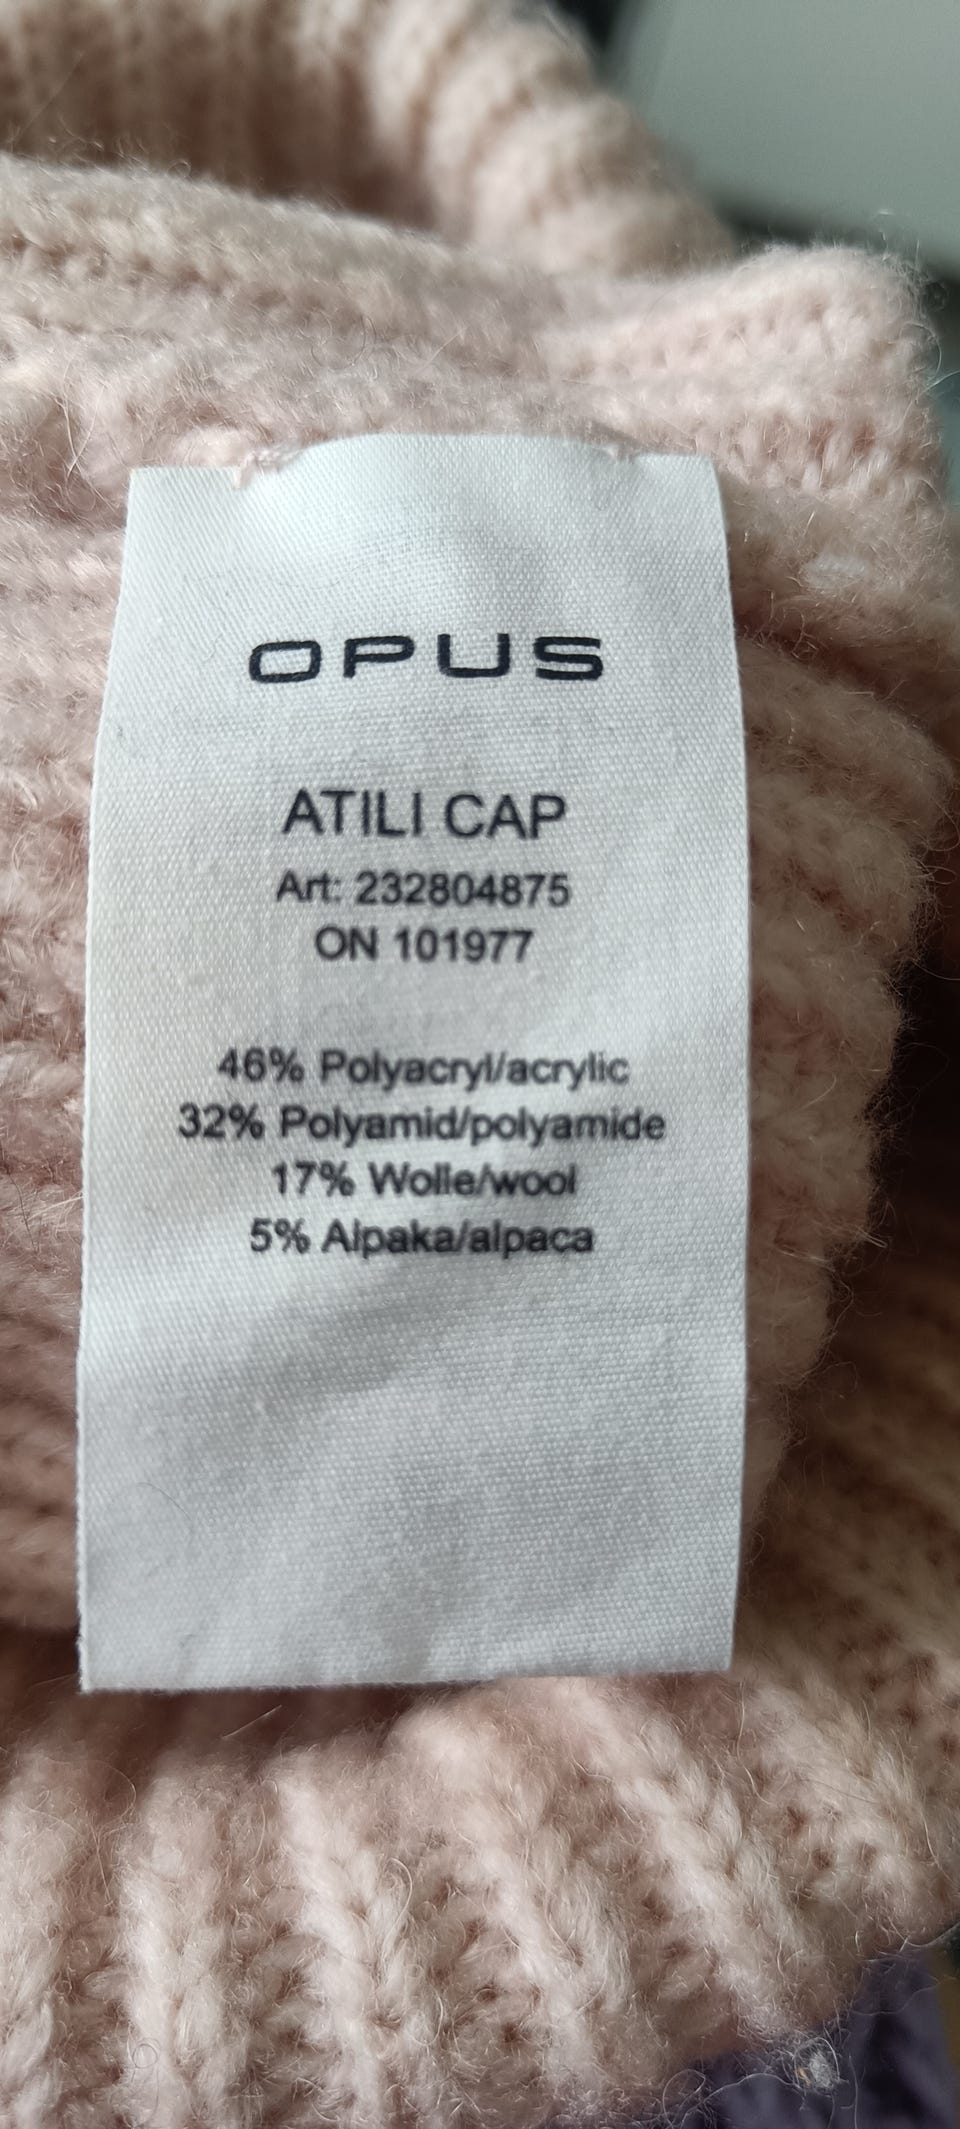 OPUS
ATILI CAP
Art: 232804875
ON 101977
46% Polyacryl/acrylic
32% Polyamid/polyamide
17% Wolle/wool
5% Alpaka/alpaca